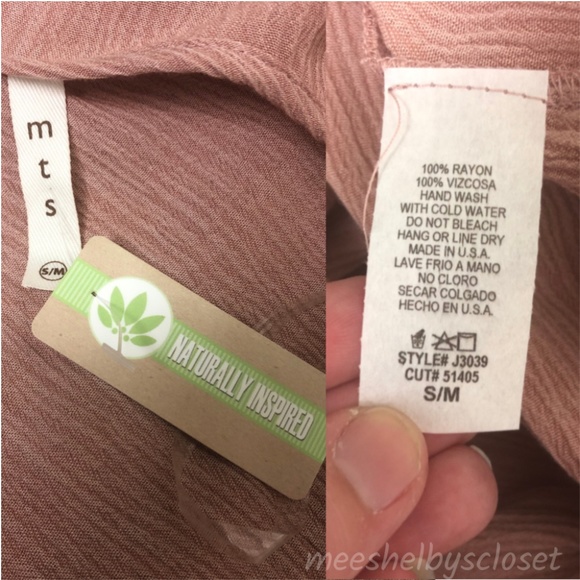 m
t
s
S/M
NATURALLY INSPIRED
100% RAYON
100% VIZCOSA
HAND WASH
WITH COLD WATER
DO NOT BLEACH
HANG OR LINE DRY
MADE IN U.S.A.
LAVE FRIO A MANO
NO CLORO
SECAR COLGADO
HECHO EN U.S.A.
STYLE# J3039
CUT# 51405
S/M
meeshelbyscloset